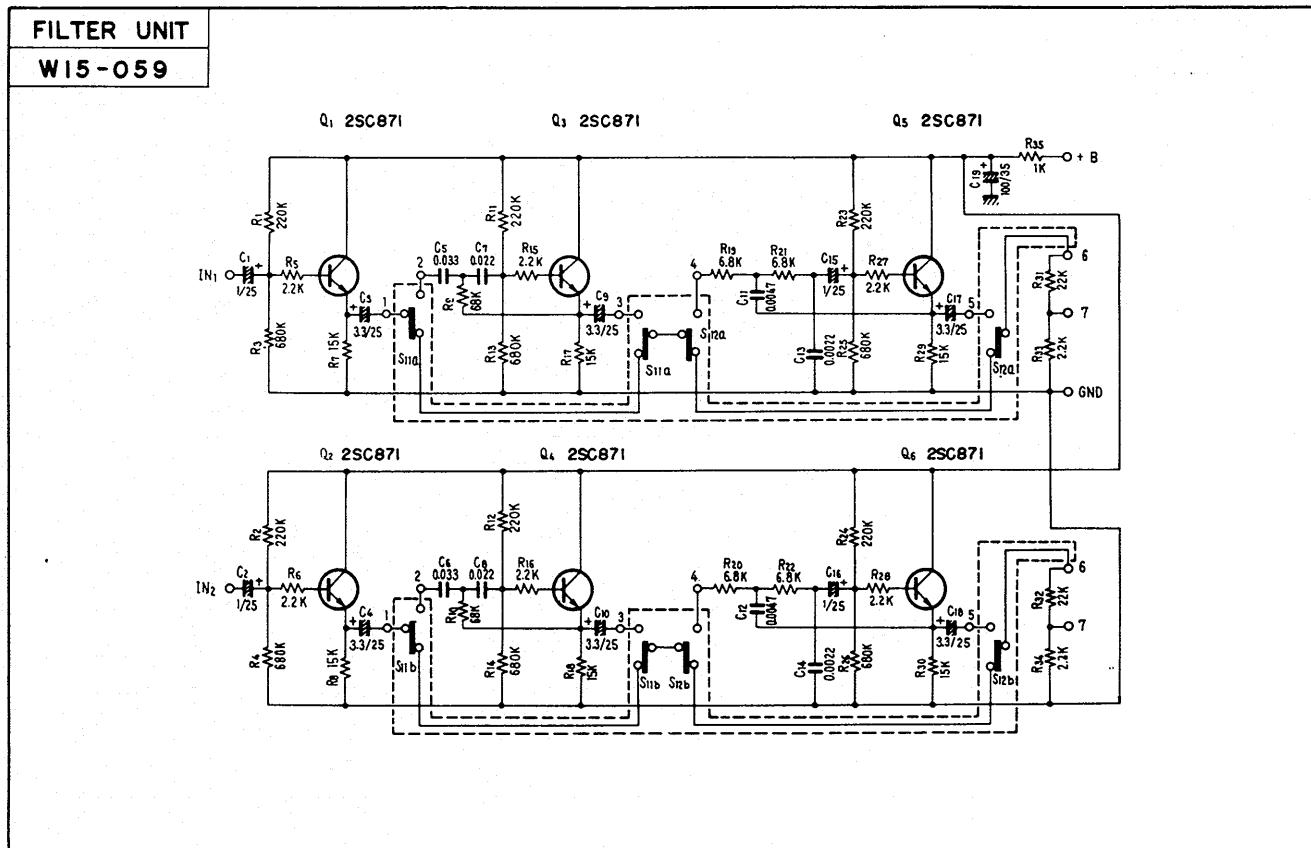 FILTER UNIT
W15-059
Q1 2SC871
Q3 2SC871
Q5 2SC871
R35
1K
+ B
C19
+
100/35
R1
220K
R11
220K
R23
220K
IN1
C1
+
1/25
R5
2.2K
C5
0.033
C7
0.022
R15
2.2K
R19
6.8K
R21
6.8K
C15
+
1/25
R27
2.2K
2
4
6
R9
68K
C11
0.0047
R31
22K
+
C3
3.3/25
1
+
C9
3.3/25
3
+
C17
3.3/25
5
7
R3
680K
R7
15K
S11a
R13
680K
R17
15K
S11a
S12a
C13
0.0022
R25
680K
R29
15K
S12a
R33
2.2K
GND
Q2 2SC871
Q4 2SC871
Q6 2SC871
R2
220K
R12
220K
R24
220K
IN2
C2
+
1/25
R6
2.2K
C6
0.033
C8
0.022
R16
2.2K
R20
6.8K
R22
6.8K
C16
+
1/25
R28
2.2K
2
4
6
R10
68K
C12
0.0047
R32
22K
+
C4
3.3/25
1
+
C10
3.3/25
3
+
C18
3.3/25
5
7
R4
680K
R8
15K
S11b
R14
680K
R18
15K
S11b
S12b
C14
0.0022
R26
680K
R30
15K
S12b
R34
2.2K